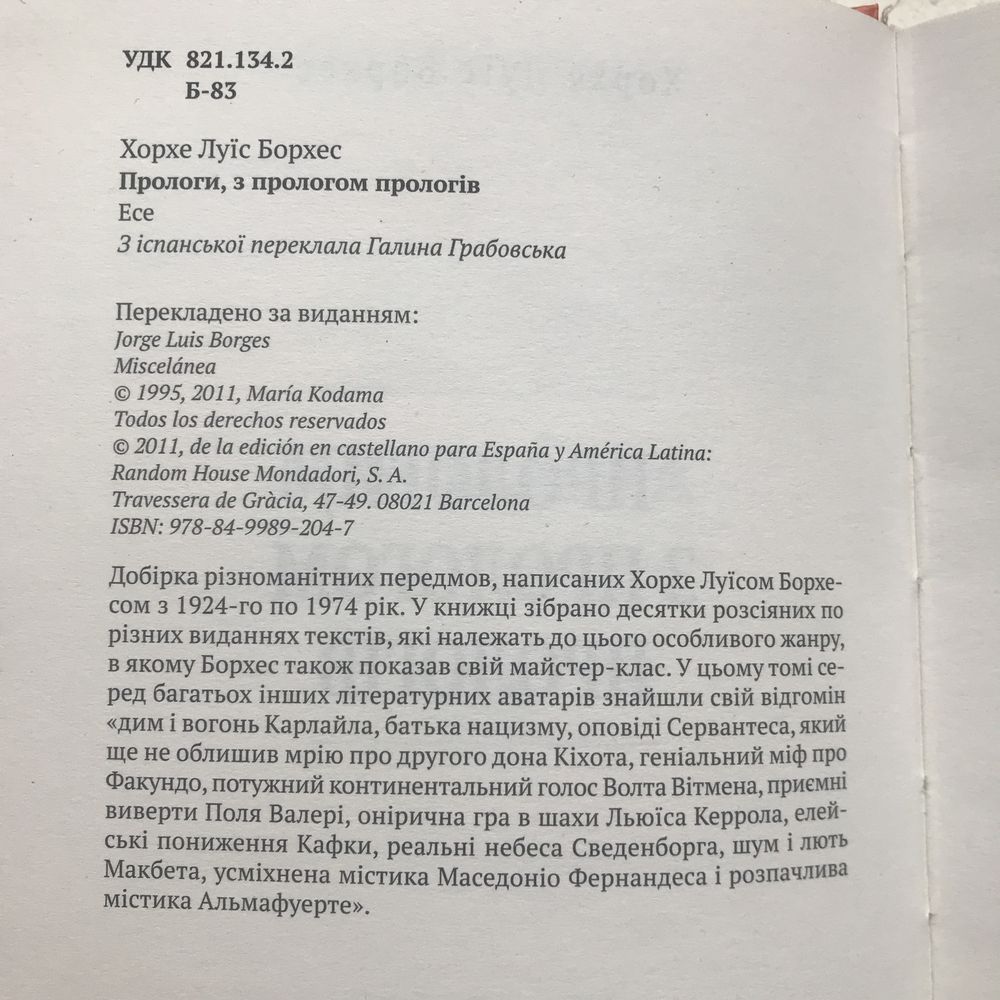 УДК 821.134.2
Б-83
Хорхе Луїс Борхес
Прологи, з прологом прологів
Есе
З іспанської переклала Галина Грабовська
Перекладено за виданням:
Jorge Luis Borges
Miscelánea
© 1995, 2011, María Kodama
Todos los derechos reservados
© 2011, de la edición en castellano para España y América Latina:
Random House Mondadori, S. A.
Travessera de Gràcia, 47-49. 08021 Barcelona
ISBN: 978-84-9989-204-7
Добірка різноманітних передмов, написаних Хорхе Луїсом Борхе-
сом з 1924-го по 1974 рік. У книжці зібрано десятки розсіяних по
різних виданнях текстів, які належать до цього особливого жанру,
в якому Борхес також показав свій майстер-клас. У цьому томі се-
ред багатьох інших літературних аватарів знайшли свій відгомін
«дим і вогонь Карлайла, батька нацизму, оповіді Сервантеса, який
ще не облишив мрію про другого дона Кіхота, геніальний міф про
Факундо, потужний континентальний голос Волта Вітмена, приємні
виверти Поля Валері, онірична гра в шахи Льюїса Керрола, елей-
ські пониження Кафки, реальні небеса Сведенборга, шум і лють
Макбета, усміхнена містика Маседоніо Фернандеса і розпачлива
містика Альмафуерте».